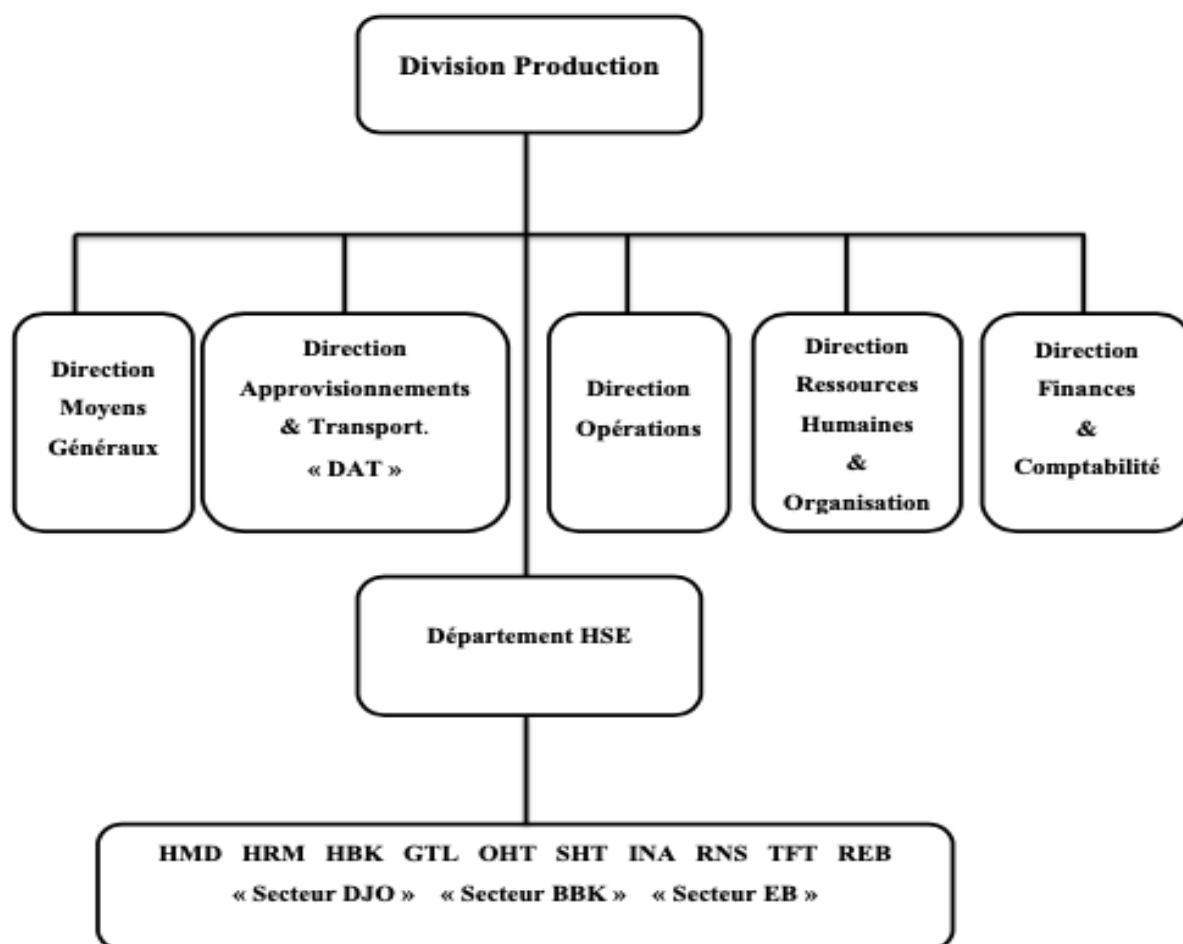 Division Production
Direction
Moyens
Généraux
Direction
Approvisionnements
& Transport.
« DAT »
Direction
Opérations
Direction
Ressources
Humaines
&
Organisation
Direction
Finances
&
Comptabilité
Département HSE
HMD HRM HBK GTL OHT SHT INA RNS TFT REB
« Secteur DJO » « Secteur BBK » « Secteur EB »